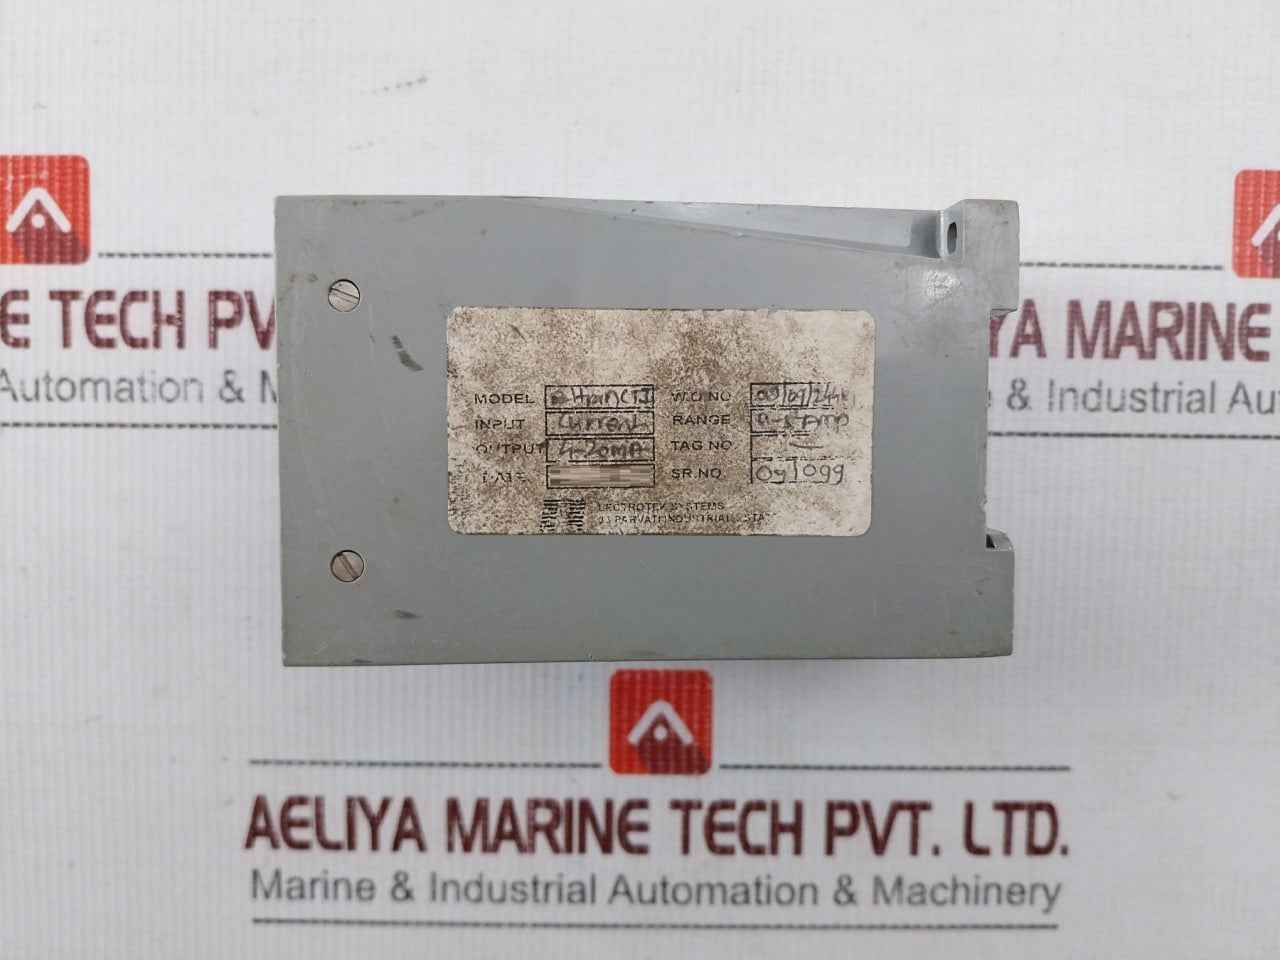 E TECH PV
Automation & M
YA MARINE
& Industrial Au
MODEL W.O NO
INPUT Current RANGE
OUTPUT 4-20MA TAG NO
SR.NO. 09/099
SYSTEMS
AELIYA MARINE TECH PVT. LTD.
Marine & Industrial Automation & Machinery